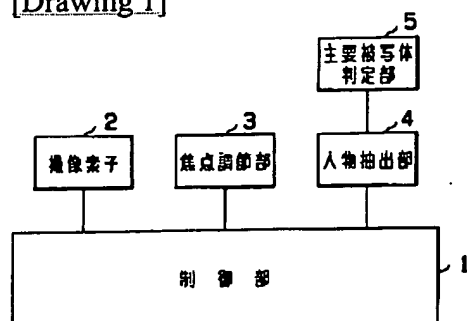 [Drawing 1]
5
主要被写体
判定部
2
3
4
撮像素子
焦点調節部
人物抽出部
制御部
1